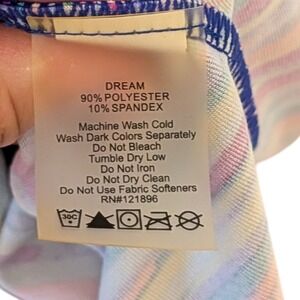 DREAM
90% POLYESTER
10% SPANDEX
Machine Wash Cold
Wash Dark Colors Separately
Do Not Bleach
Tumble Dry Low
Do Not Iron
Do Not Dry Clean
Do Not Use Fabric Softeners
RN#121896
30C